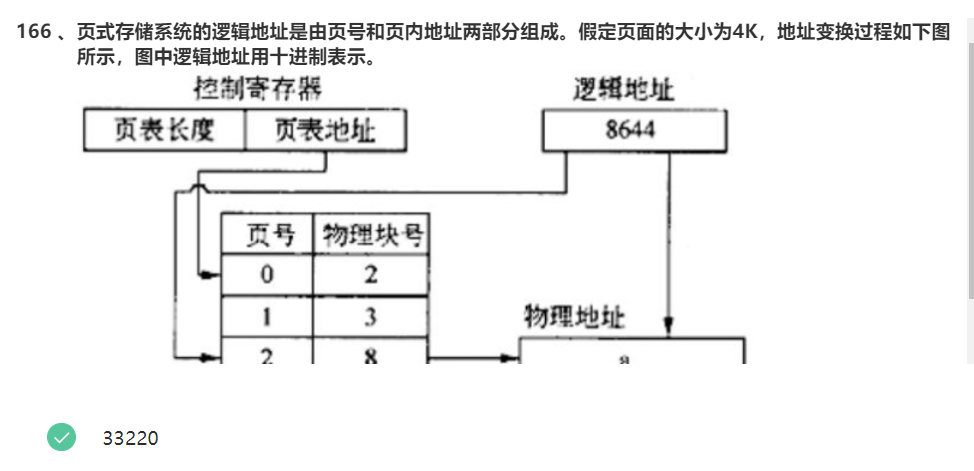 166 、页式存储系统的逻辑地址是由页号和页内地址两部分组成。假定页面的大小为4K，地址变换过程如下图
所示，图中逻辑地址用十进制表示。
控制寄存器 逻辑地址
页表长度 页表地址 8644
页号 物理块号
0 2
1 3
物理地址
2 8 a
33220